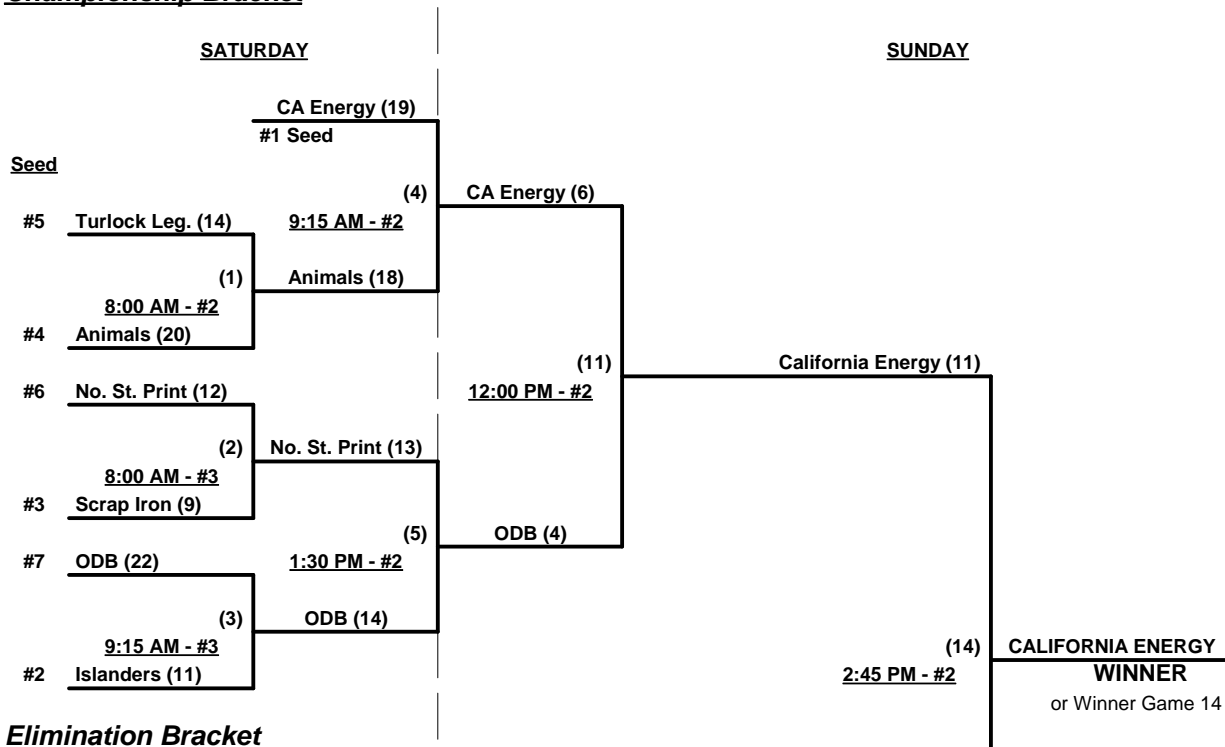 Championship Bracket
SATURDAY
SUNDAY
CA Energy (19)
#1 Seed
Seed
(4)
CA Energy (6)
#5 Turlock Leg. (14)
9:15 AM - #2
(1)
Animals (18)
8:00 AM - #2
#4 Animals (20)
(11)
California Energy (11)
#6 No. St. Print (12)
12:00 PM - #2
(2)
No. St. Print (13)
8:00 AM - #3
#3 Scrap Iron (9)
(5)
ODB (4)
#7 ODB (22)
1:30 PM - #2
(3)
ODB (14)
9:15 AM - #3
(14)
CALIFORNIA ENERGY
#2 Islanders (11)
2:45 PM - #2
WINNER
or Winner Game 14
Elimination Bracket